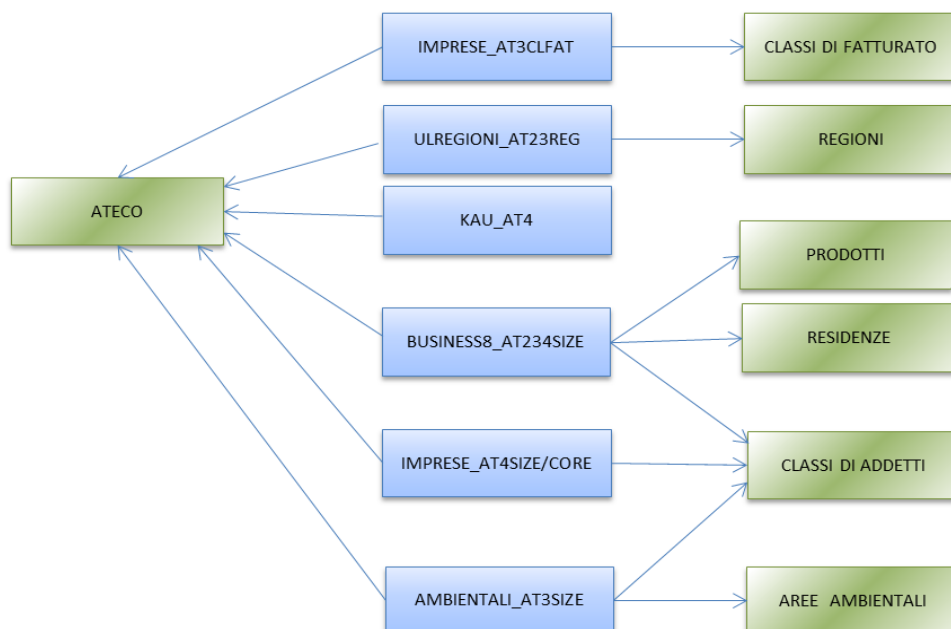 IMPRESE_AT3CLFAT
CLASSI DI FATTURATO
ULREGIONI_AT23REG
REGIONI
ATECO
KAU_AT4
PRODOTTI
BUSINESS8_AT234SIZE
RESIDENZE
IMPRESE_AT4SIZE/CORE
CLASSI DI ADDETTI
AMBIENTALI_AT3SIZE
AREE AMBIENTALI